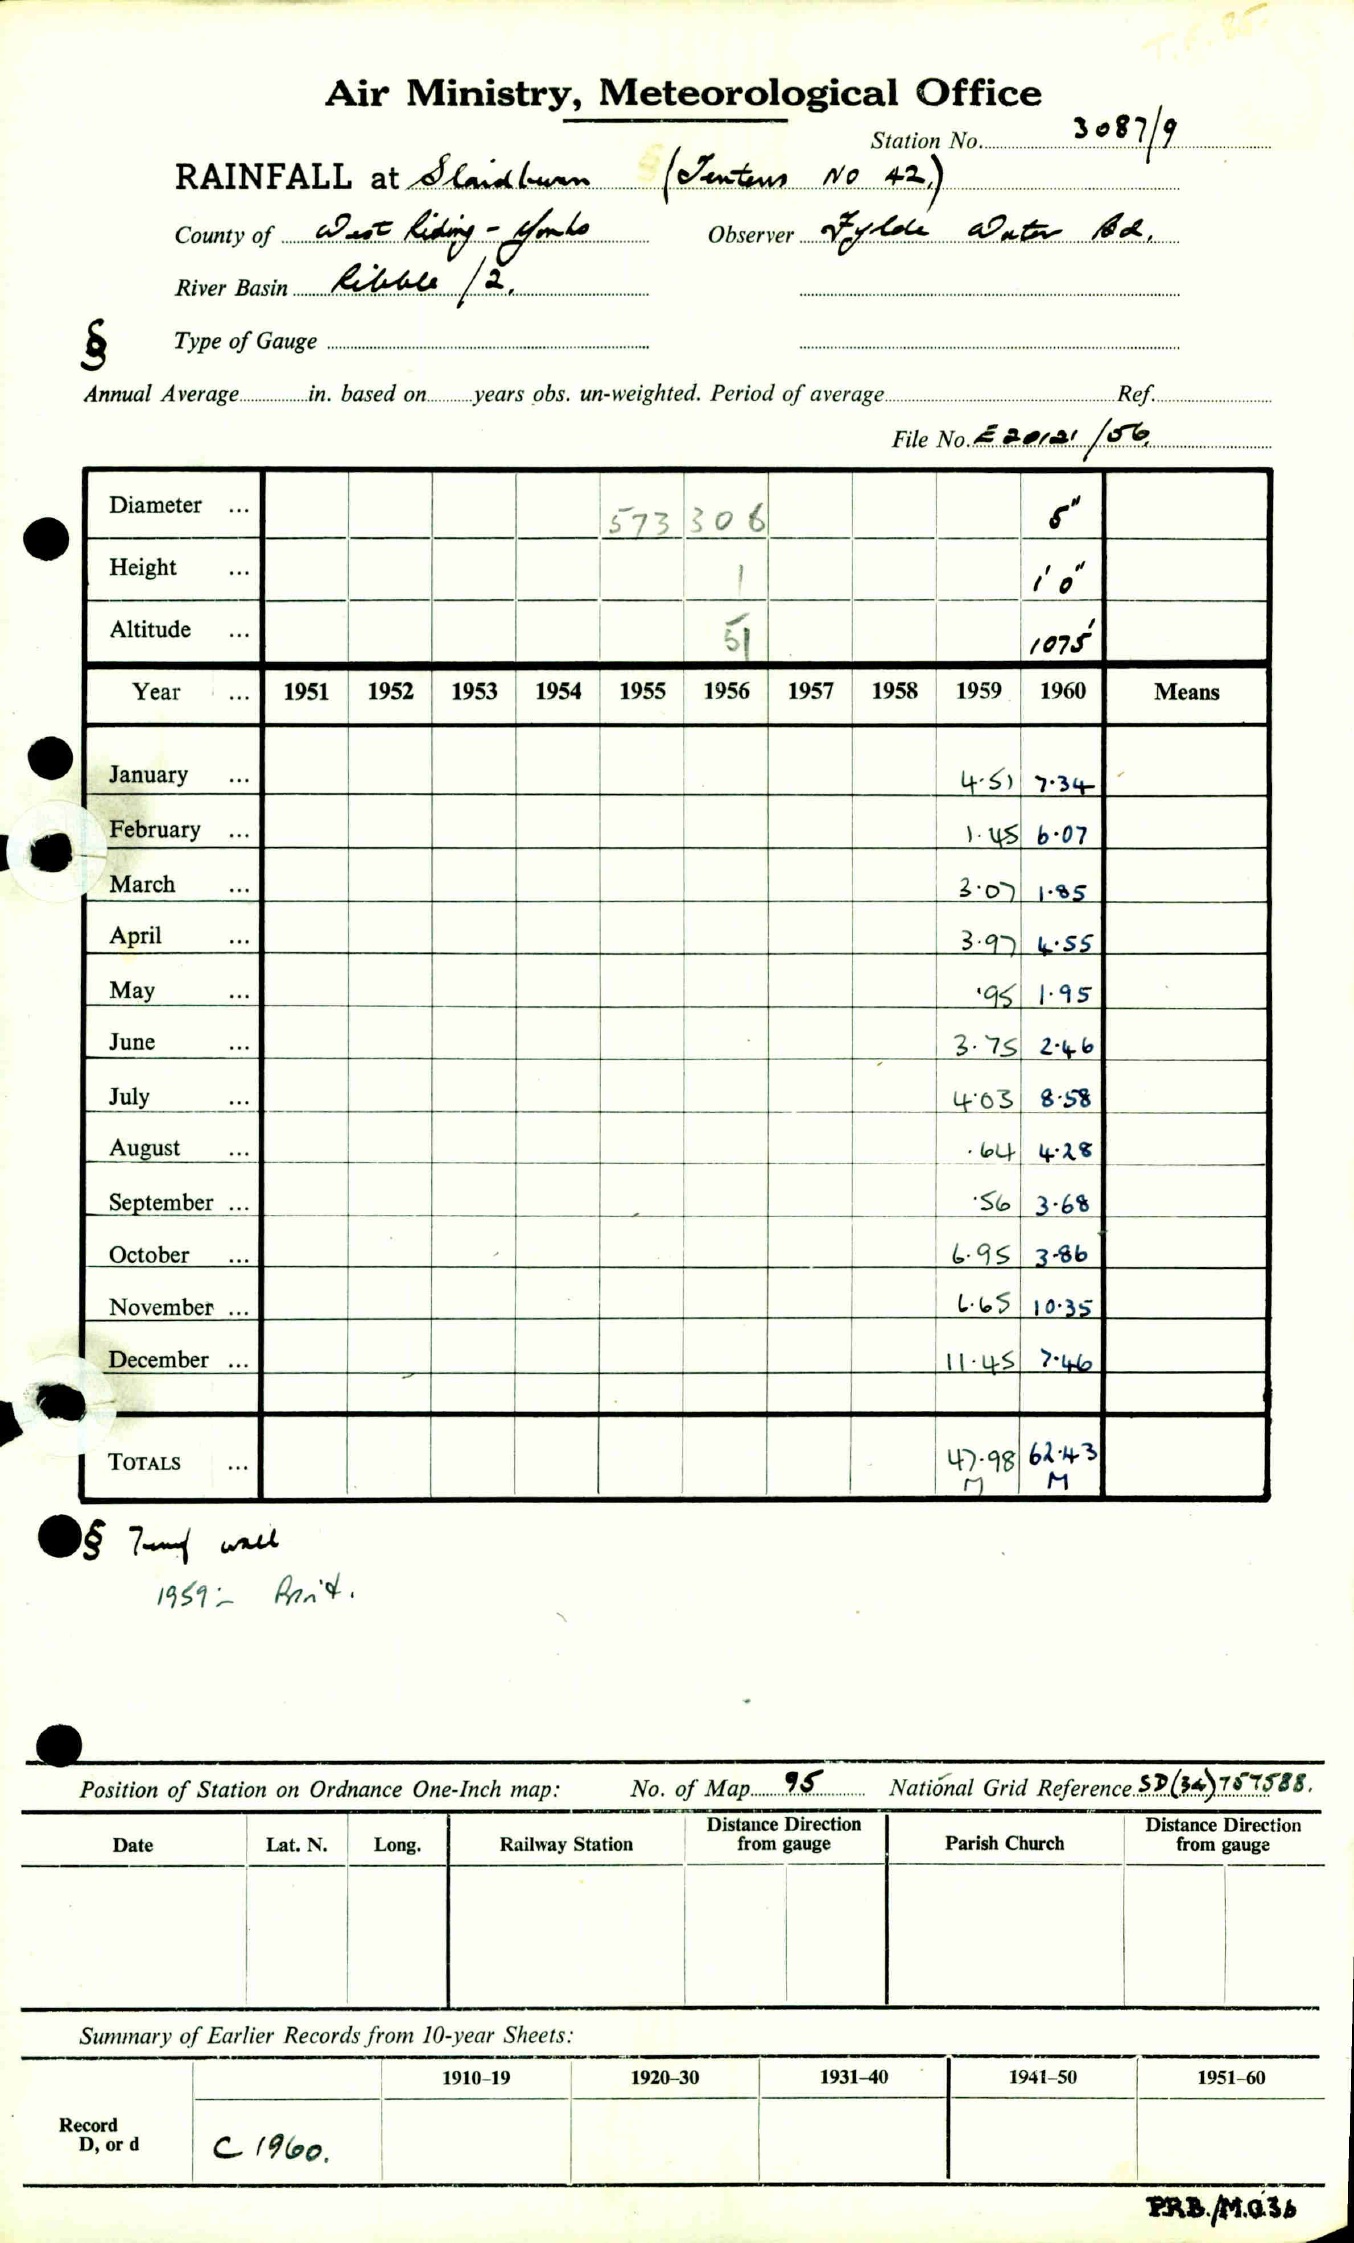 Air Ministry, Meteorological Office
Station No. 3087/9
RAINFALL at Slaidburn (Tenters No 42.)
County of West Riding - Yorks Observer Fylde Water Bd.
River Basin Ribble /2.
§ Type of Gauge
Annual Average in. based on years obs. un-weighted. Period of average Ref.
File No. E20121/56
Diameter ... 573 306 5"
Height ... 1 1' 0"
Altitude ... 51 1075'
Year ... 1951 1952 1953 1954 1955 1956 1957 1958 1959 1960 Means
January ... 4.51 7.34
February ... 1.45 6.07
March ... 3.07 1.85
April ... 3.97 4.55
May ... .95 1.95
June ... 3.75 2.46
July ... 4.03 8.58
August ... .64 4.28
September ... .56 3.68
October ... 6.95 3.86
November ... 6.65 10.35
December ... 11.45 7.46
TOTALS ... 47.98 62.43
M M
§ Turf wall
1959:-
Position of Station on Ordnance One-Inch map: No. of Map 95 National Grid Reference SD(34)757588.
Date Lat. N. Long. Railway Station Distance Direction from gauge Parish Church Distance Direction from gauge
Summary of Earlier Records from 10-year Sheets:
1910–19 1920–30 1931–40 1941–50 1951–60
Record
D, or d C 1960.
P.R.B./M.O.36